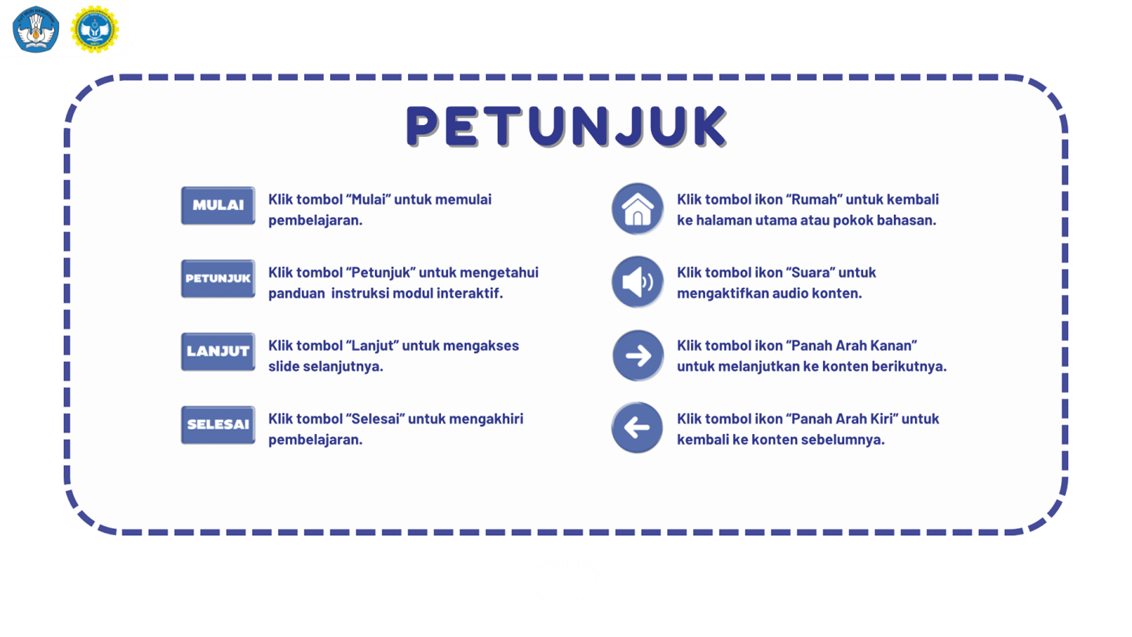 PETUNJUK
MULAI
Klik tombol “Mulai” untuk memulai
pembelajaran.
PETUNJUK
Klik tombol “Petunjuk” untuk mengetahui
panduan instruksi modul interaktif.
LANJUT
Klik tombol “Lanjut” untuk mengakses
slide selanjutnya.
SELESAI
Klik tombol “Selesai” untuk mengakhiri
pembelajaran.
Klik tombol ikon “Rumah” untuk kembali
ke halaman utama atau pokok bahasan.
Klik tombol ikon “Suara” untuk
mengaktifkan audio konten.
Klik tombol ikon “Panah Arah Kanan”
untuk melanjutkan ke konten berikutnya.
Klik tombol ikon “Panah Arah Kiri” untuk
kembali ke konten sebelumnya.